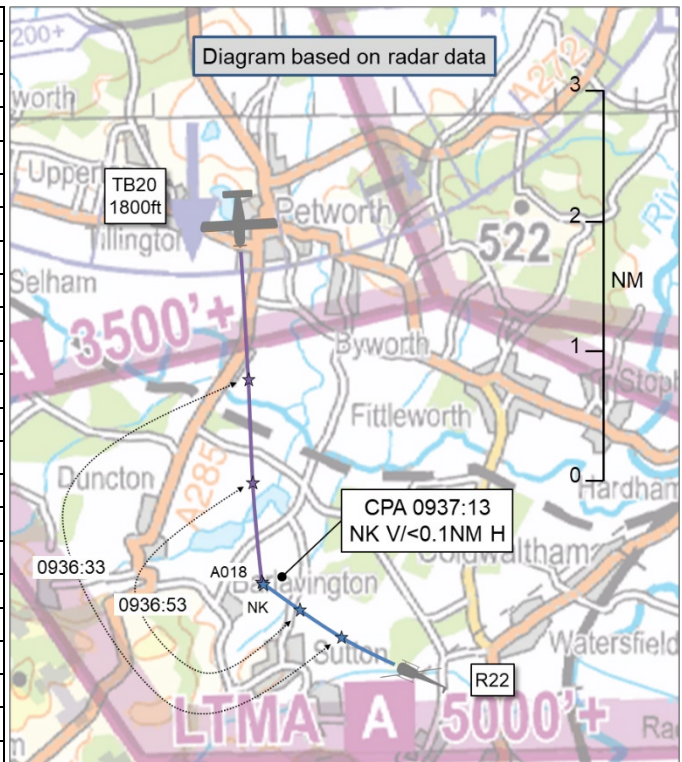 200+
Diagram based on radar data
A272
3
worth
Upper
TB20
1800ft
Petworth
2
Tillington
522
NM
Selham
A 3500'+
Byworth
1
Stoph
Fittleworth
A285
Duncton
0
Hardham
CPA 0937:13
NK V/<0.1NM H
Coldwaltham
0936:33
A018
0936:53
NK
Sutton
Watersfield
R22
LTMA A 5000'+